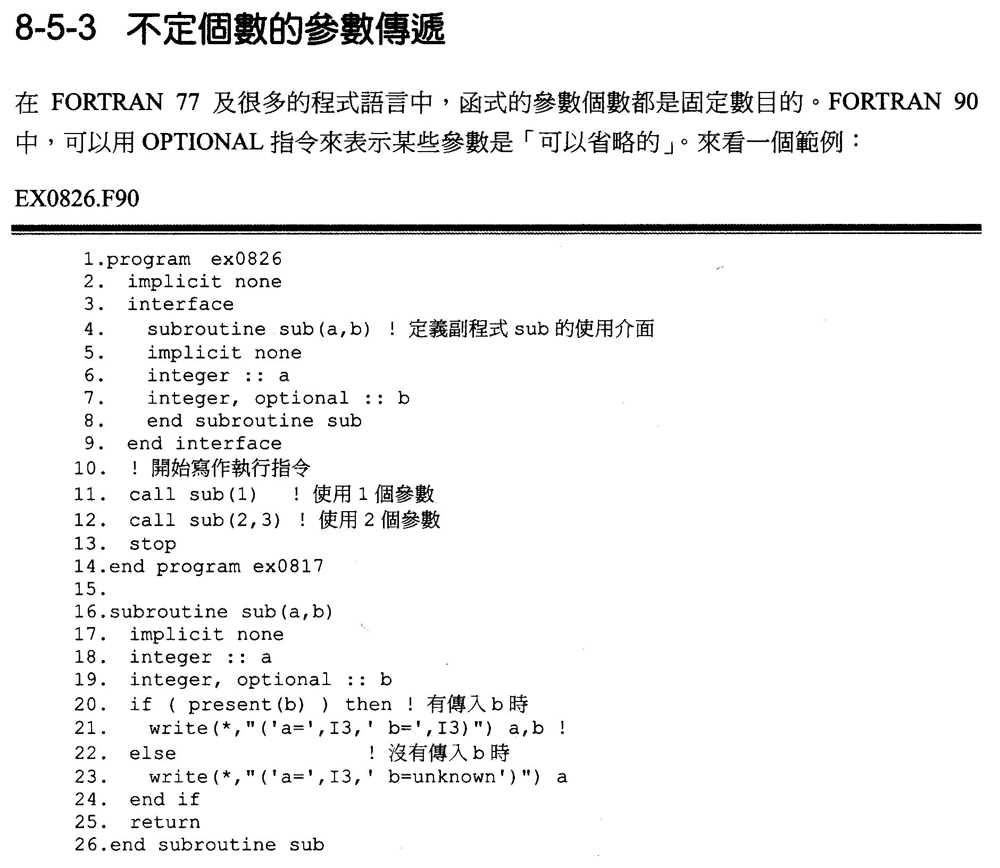 8-5-3 不定個數的參數傳遞
在 FORTRAN 77 及很多的程式語言中，函式的參數個數都是固定數目的。FORTRAN 90
中，可以用 OPTIONAL 指令來表示某些參數是「可以省略的」。來看一個範例：
EX0826.F90
1.program  ex0826
2.  implicit none
3.  interface
4.    subroutine sub(a,b) ! 定義副程式 sub 的使用介面
5.    implicit none
6.    integer :: a
7.    integer, optional :: b
8.    end subroutine sub
9.  end interface
10.  ! 開始寫作執行指令
11.  call sub(1)   ! 使用 1 個參數
12.  call sub(2,3) ! 使用 2 個參數
13.  stop
14.end program ex0817
15.
16.subroutine sub(a,b)
17.  implicit none
18.  integer :: a
19.  integer, optional :: b
20.  if ( present(b) ) then ! 有傳入 b 時
21.    write(*,"('a=',I3,' b=',I3)") a,b !
22.  else                   ! 沒有傳入 b 時
23.    write(*,"('a=',I3,' b=unknown')") a
24.  end if
25.  return
26.end subroutine sub